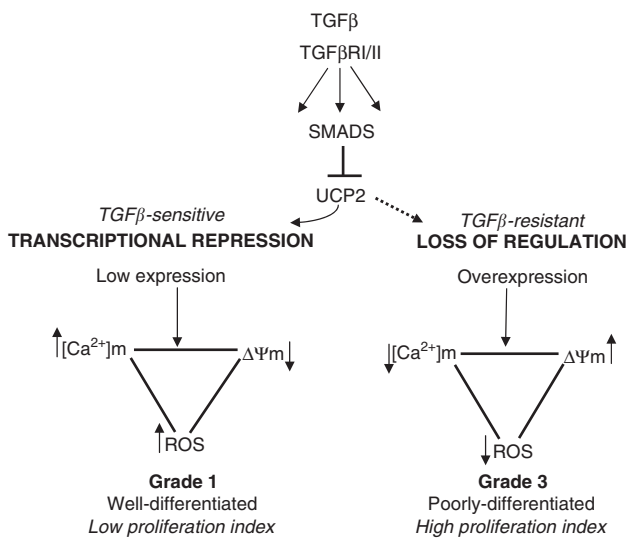 TGFβ
TGFβRI/II
SMADS
UCP2
TGFβ-sensitive
TRANSCRIPTIONAL REPRESSION
Low expression
↑[Ca²⁺]m
ΔΨm↓
↑ROS
Grade 1
Well-differentiated
Low proliferation index
TGFβ-resistant
LOSS OF REGULATION
Overexpression
↓[Ca²⁺]m
ΔΨm↑
↓ROS
Grade 3
Poorly-differentiated
High proliferation index